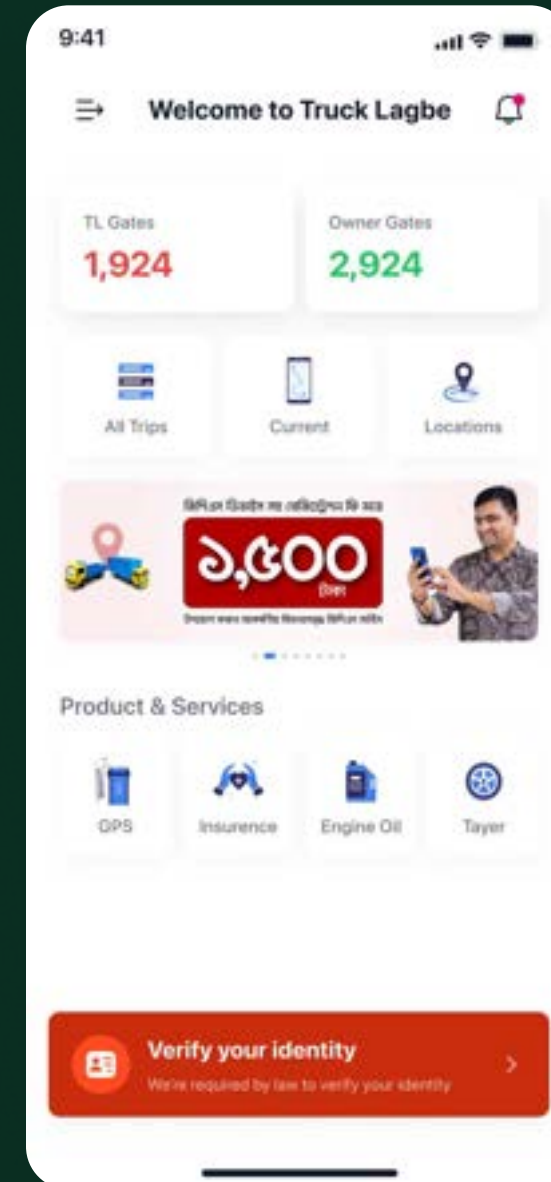 9:41
Welcome to Truck Lagbe
TL Gates
1,924
Owner Gates
2,924
All Trips
Current
Locations
১,৫০০
টাকা
Product & Services
GPS
Insurence
Engine Oil
Tayer
Verify your identity
We're required by law to verify your identity